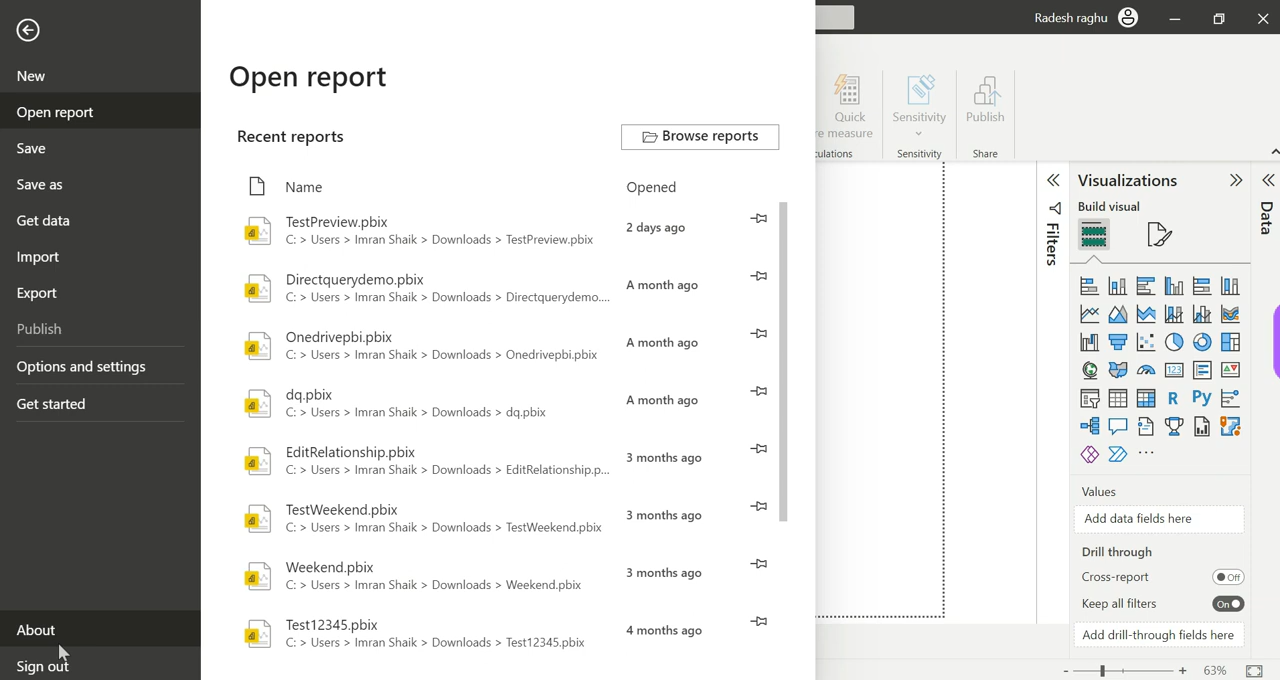 Radesh raghu
New
Open report
Save
Save as
Get data
Import
Export
Publish
Options and settings
Get started
About
Sign out
Open report
Recent reports
Browse reports
Name Opened
TestPreview.pbix
C: > Users > Imran Shaik > Downloads > TestPreview.pbix
2 days ago
Directquerydemo.pbix
C: > Users > Imran Shaik > Downloads > Directquerydemo....
A month ago
Onedrivepbi.pbix
C: > Users > Imran Shaik > Downloads > Onedrivepbi.pbix
A month ago
dq.pbix
C: > Users > Imran Shaik > Downloads > dq.pbix
A month ago
EditRelationship.pbix
C: > Users > Imran Shaik > Downloads > EditRelationship.p...
3 months ago
TestWeekend.pbix
C: > Users > Imran Shaik > Downloads > TestWeekend.pbix
3 months ago
Weekend.pbix
C: > Users > Imran Shaik > Downloads > Weekend.pbix
3 months ago
Test12345.pbix
C: > Users > Imran Shaik > Downloads > Test12345.pbix
4 months ago
Quick
re measure
culations
Sensitivity
Sensitivity
Publish
Share
Filters
Visualizations
Build visual
123
R Py
...
Values
Add data fields here
Drill through
Cross-report Off
Keep all filters On
Add drill-through fields here
Data
- + 63%